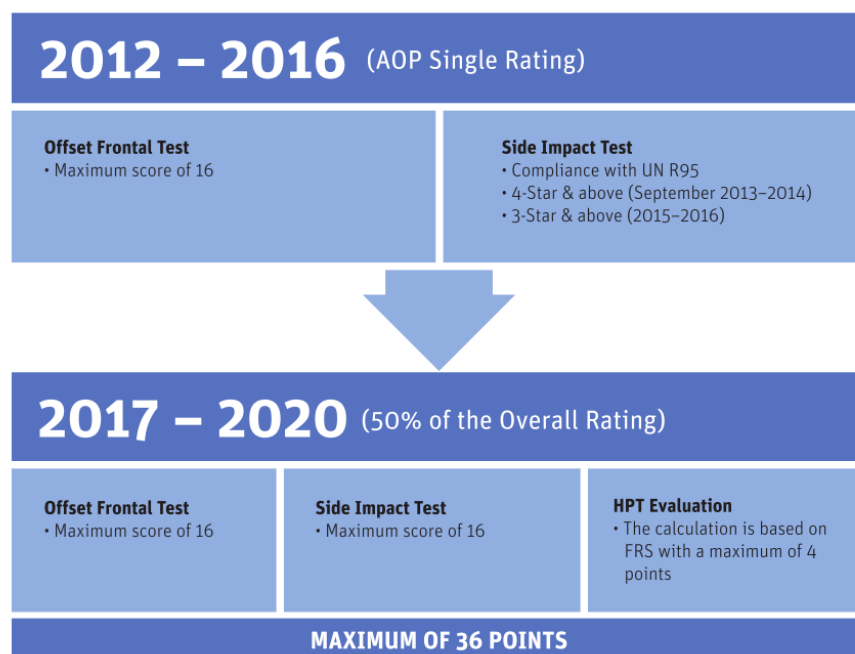 2012 – 2016 (AOP Single Rating)
Offset Frontal Test
• Maximum score of 16
Side Impact Test
• Compliance with UN R95
• 4-Star & above (September 2013–2014)
• 3-Star & above (2015–2016)
2017 – 2020 (50% of the Overall Rating)
Offset Frontal Test
• Maximum score of 16
Side Impact Test
• Maximum score of 16
HPT Evaluation
• The calculation is based on
FRS with a maximum of 4
points
MAXIMUM OF 36 POINTS